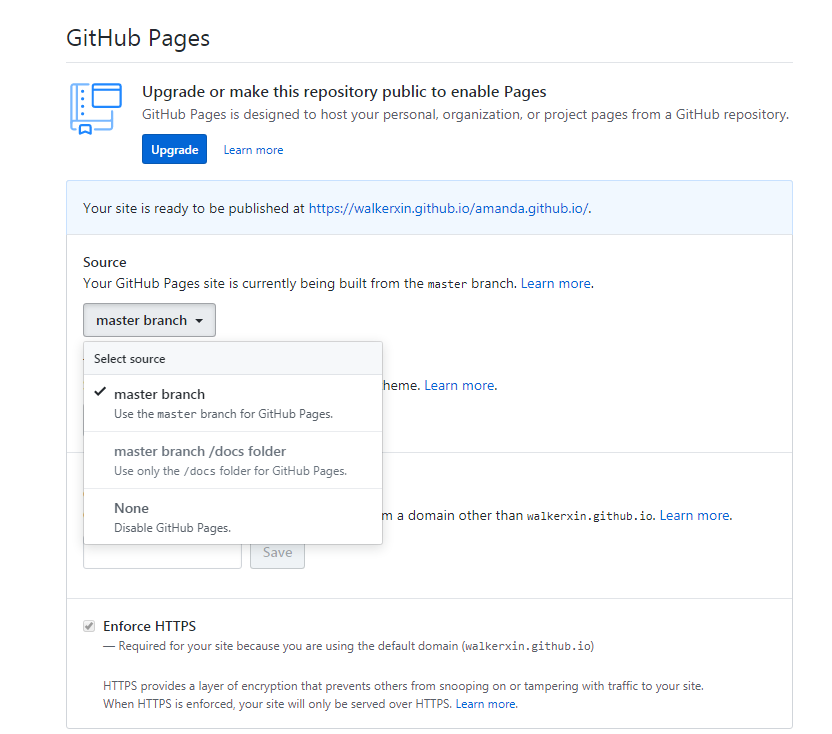 GitHub Pages
Upgrade or make this repository public to enable Pages
GitHub Pages is designed to host your personal, organization, or project pages from a GitHub repository.
Upgrade Learn more
Your site is ready to be published at https://walkerxin.github.io/amanda.github.io/.
Source
Your GitHub Pages site is currently being built from the master branch. Learn more.
master branch
Select source
master branch
Use the master branch for GitHub Pages.
heme. Learn more.
master branch /docs folder
Use only the /docs folder for GitHub Pages.
None
Disable GitHub Pages.
m a domain other than walkerxin.github.io. Learn more.
Save
Enforce HTTPS
— Required for your site because you are using the default domain (walkerxin.github.io)
HTTPS provides a layer of encryption that prevents others from snooping on or tampering with traffic to your site.
When HTTPS is enforced, your site will only be served over HTTPS. Learn more.